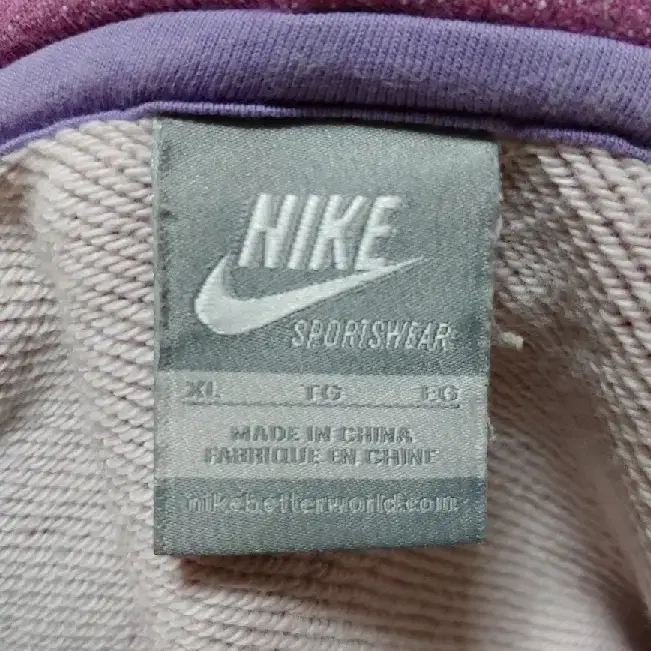 NIKE
SPORTSWEAR
XL TG EG
MADE IN CHINA
FABRIQUE EN CHINE
nikebetterworld.com